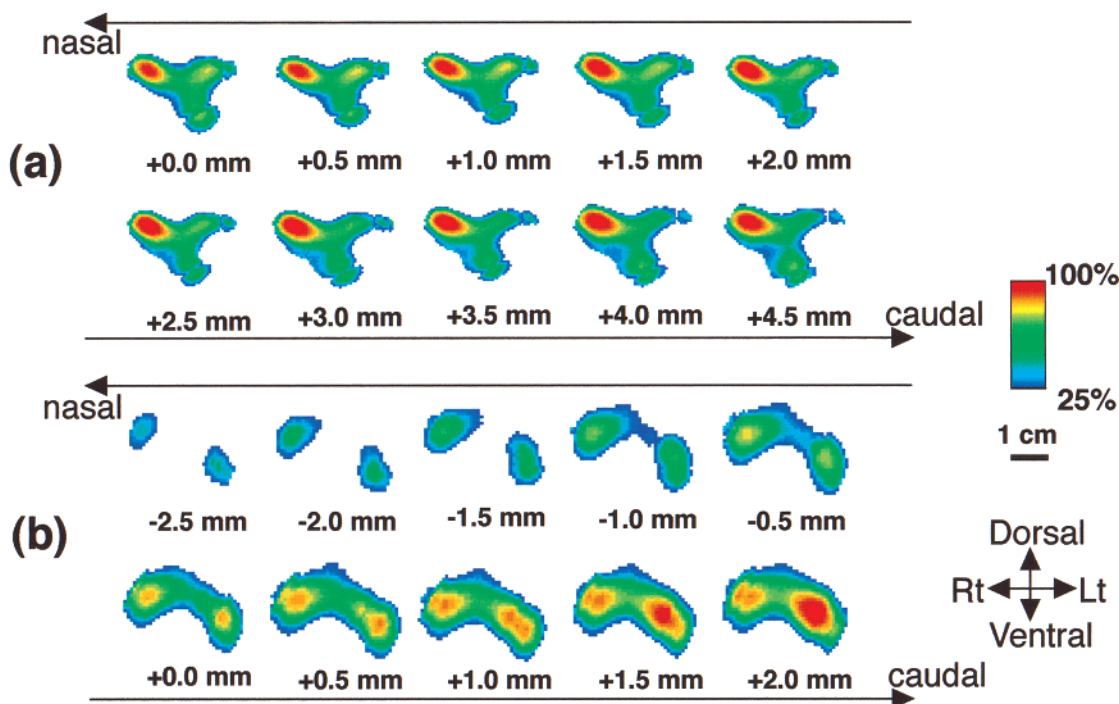 nasal
(a)
+0.0 mm +0.5 mm +1.0 mm +1.5 mm +2.0 mm
+2.5 mm +3.0 mm +3.5 mm +4.0 mm +4.5 mm
caudal
100%
25%
1 cm
nasal
(b)
-2.5 mm -2.0 mm -1.5 mm -1.0 mm -0.5 mm
+0.0 mm +0.5 mm +1.0 mm +1.5 mm +2.0 mm
caudal
Dorsal
Rt Lt
Ventral